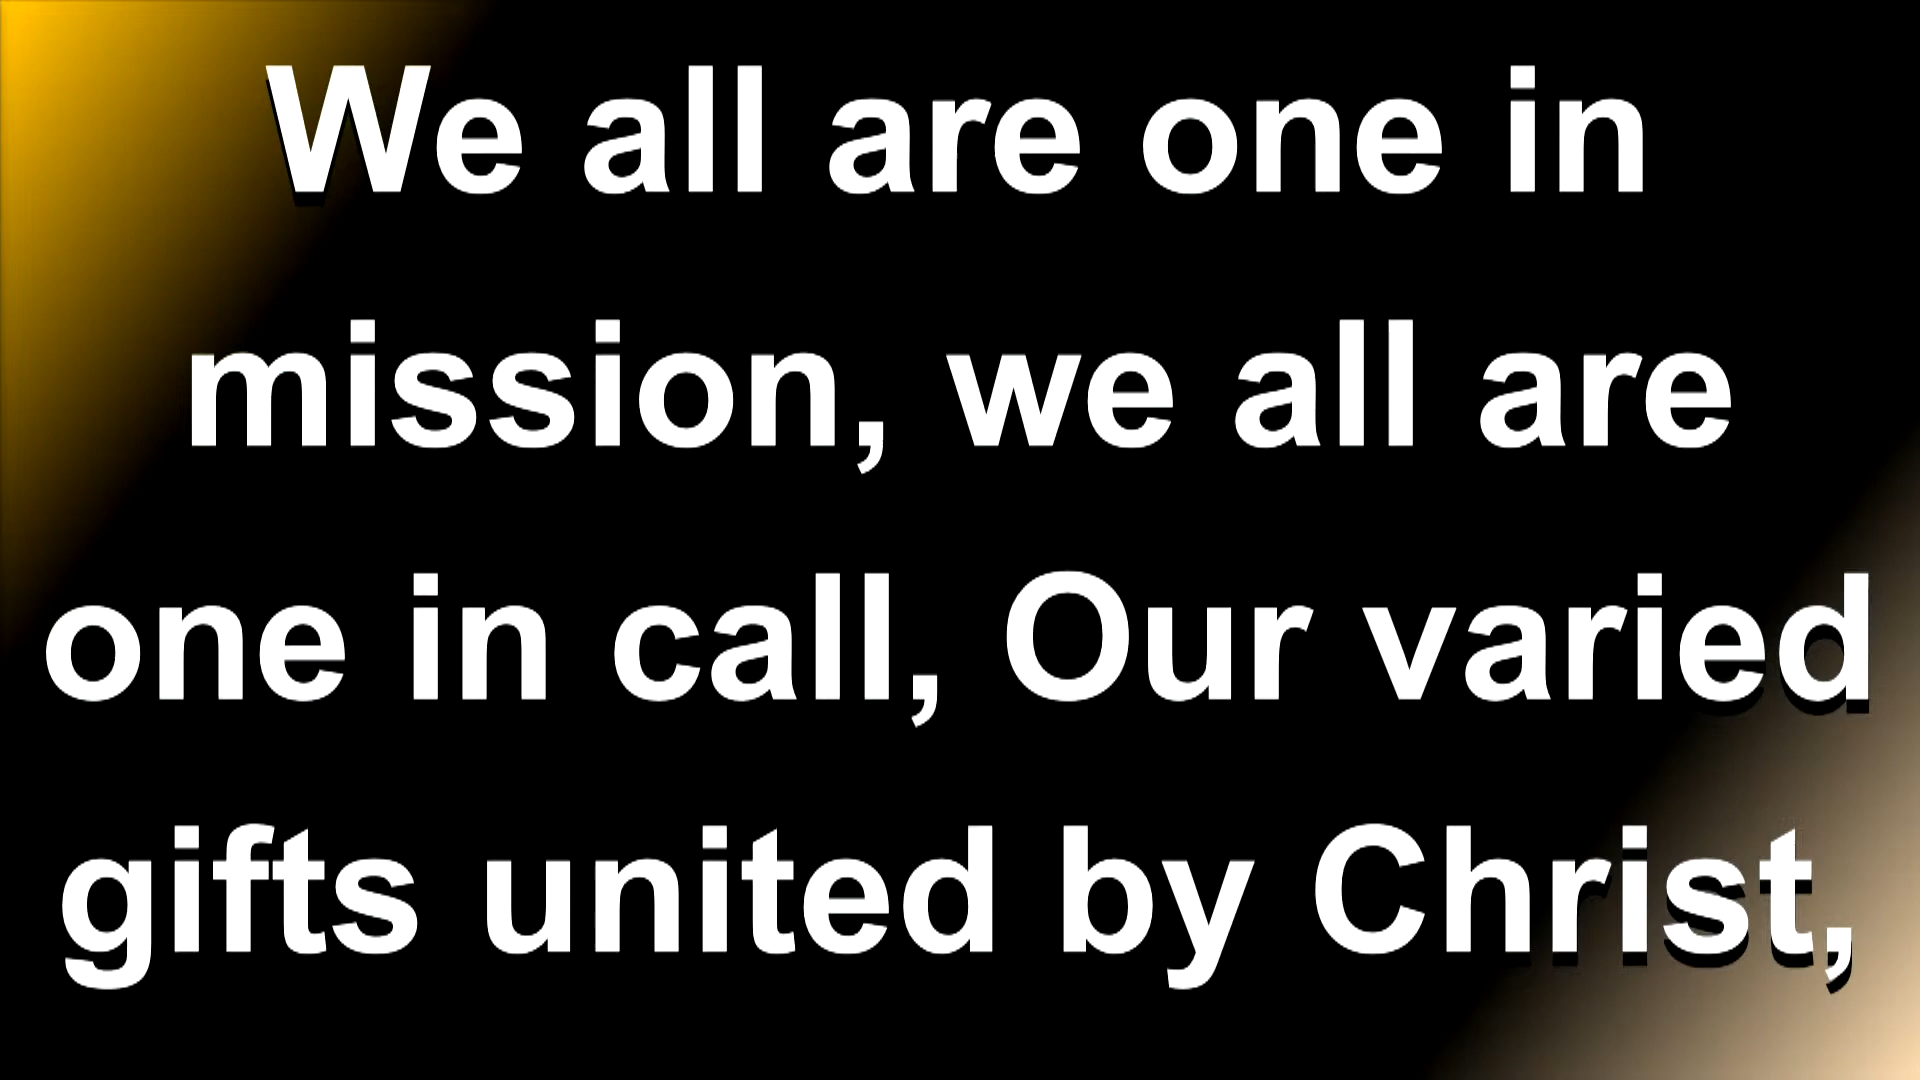 We all are one in
mission, we all are
one in call, Our varied
gifts united by Christ,